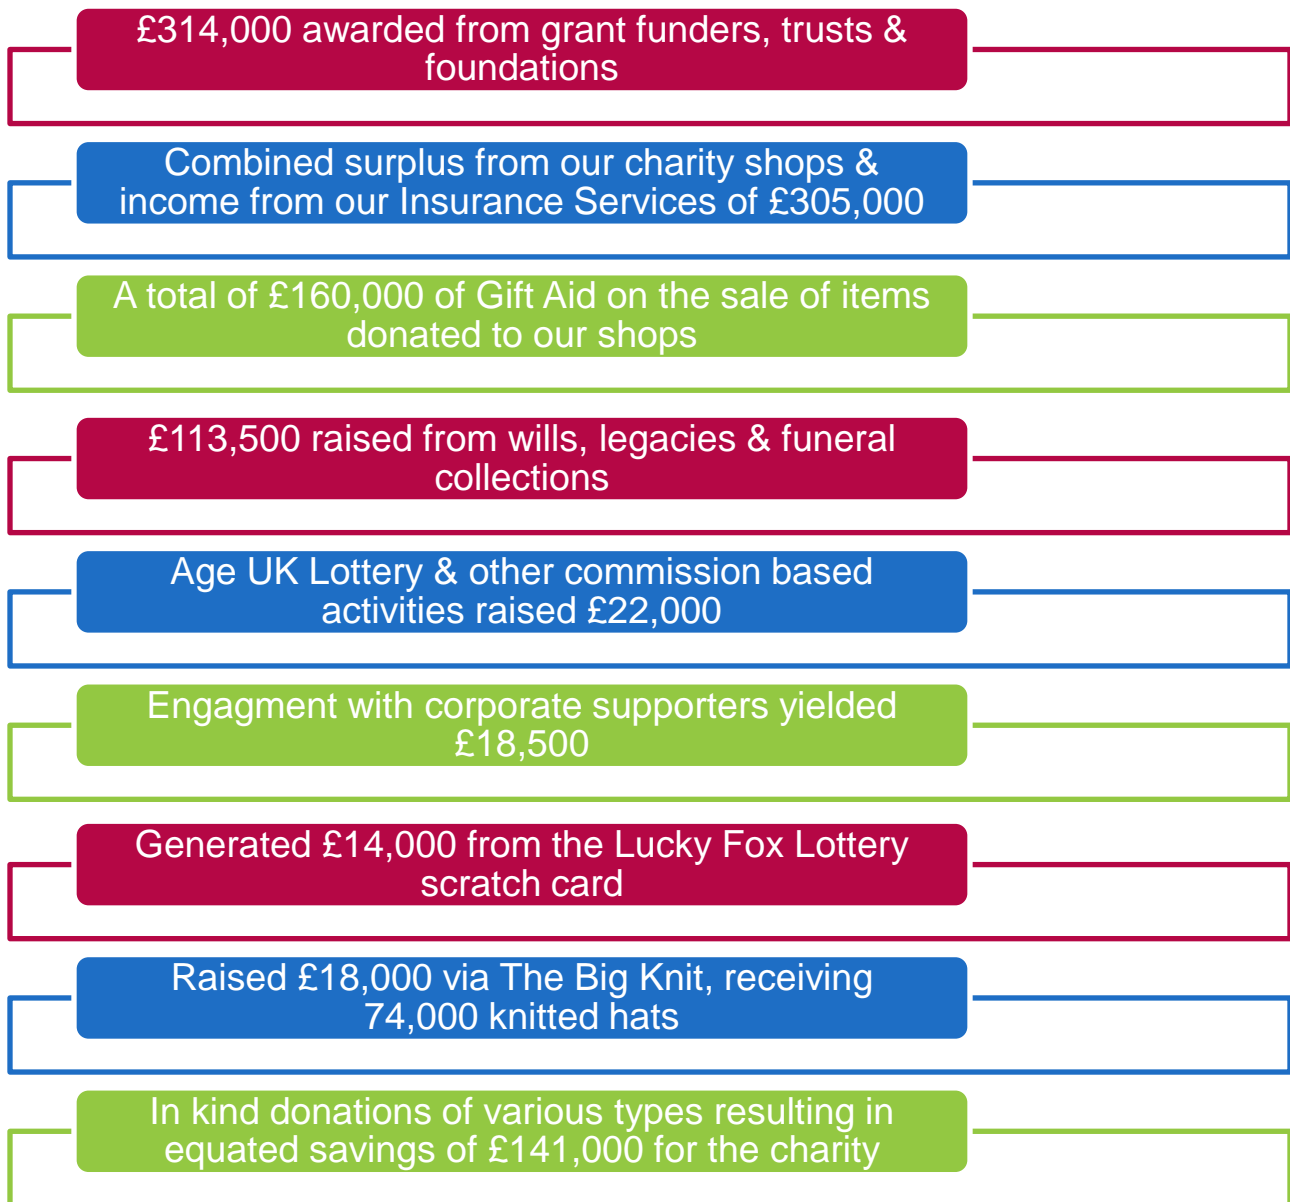 £314,000 awarded from grant funders, trusts &
foundations
Combined surplus from our charity shops &
income from our Insurance Services of £305,000
A total of £160,000 of Gift Aid on the sale of items
donated to our shops
£113,500 raised from wills, legacies & funeral
collections
Age UK Lottery & other commission based
activities raised £22,000
Engagment with corporate supporters yielded
£18,500
Generated £14,000 from the Lucky Fox Lottery
scratch card
Raised £18,000 via The Big Knit, receiving
74,000 knitted hats
In kind donations of various types resulting in
equated savings of £141,000 for the charity